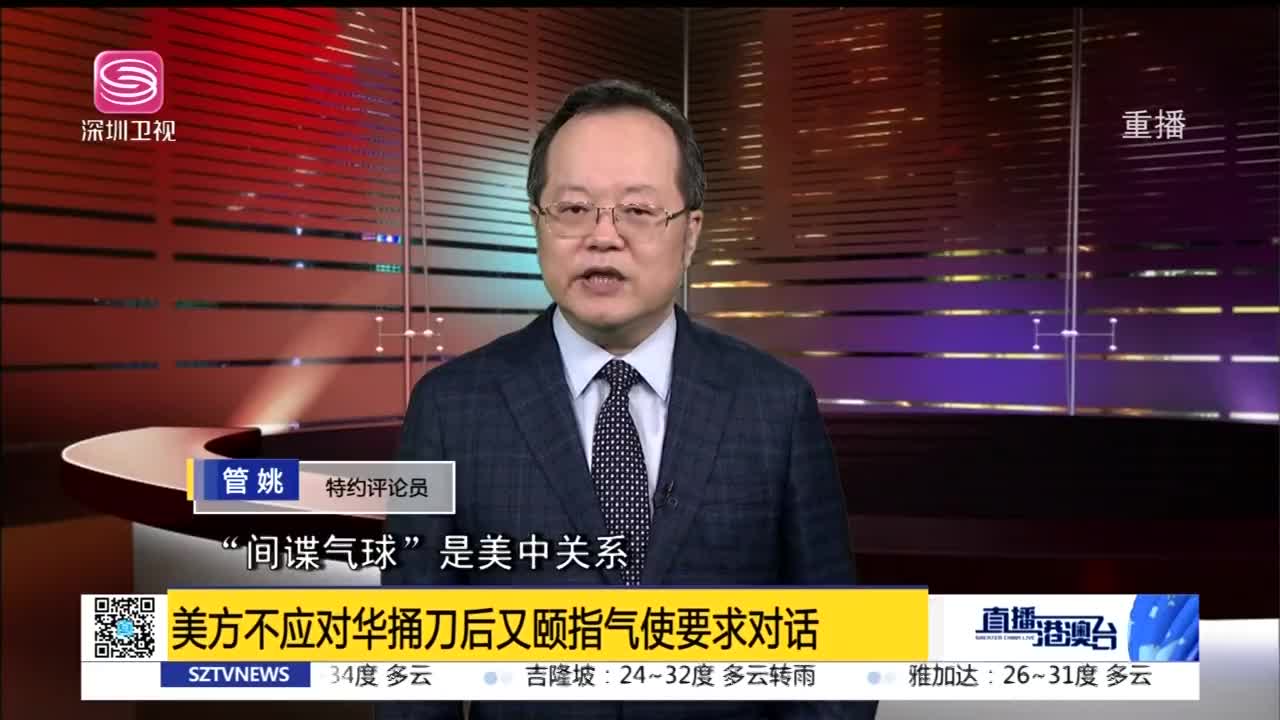 深圳卫视
重播
管姚
特约评论员
“间谍气球”是美中关系
美方不应对华捅刀后又颐指气使要求对话
直播港澳台
GREATER CHINA LIVE
SZTVNEWS
34度 多云
吉隆坡：24~32度 多云转雨
雅加达：26~31度 多云